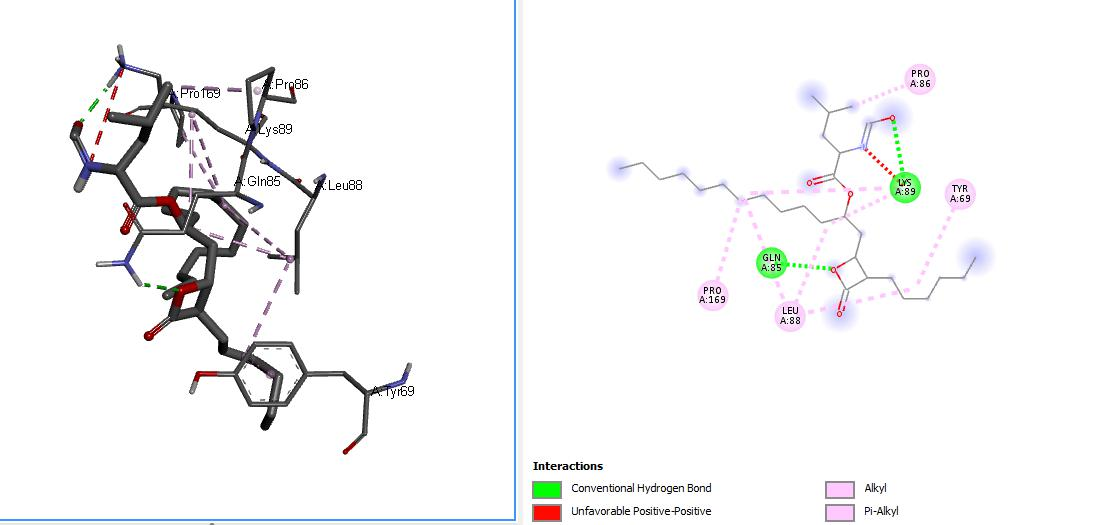 A:Pro169
A:Pro86
A:Lys89
A:Gln85
A:Leu88
A:Tyr69
PRO
A:86
LYS
A:89
TYR
A:69
GLN
A:85
PRO
A:169
LEU
A:88
Interactions
Conventional Hydrogen Bond
Unfavorable Positive-Positive
Alkyl
Pi-Alkyl